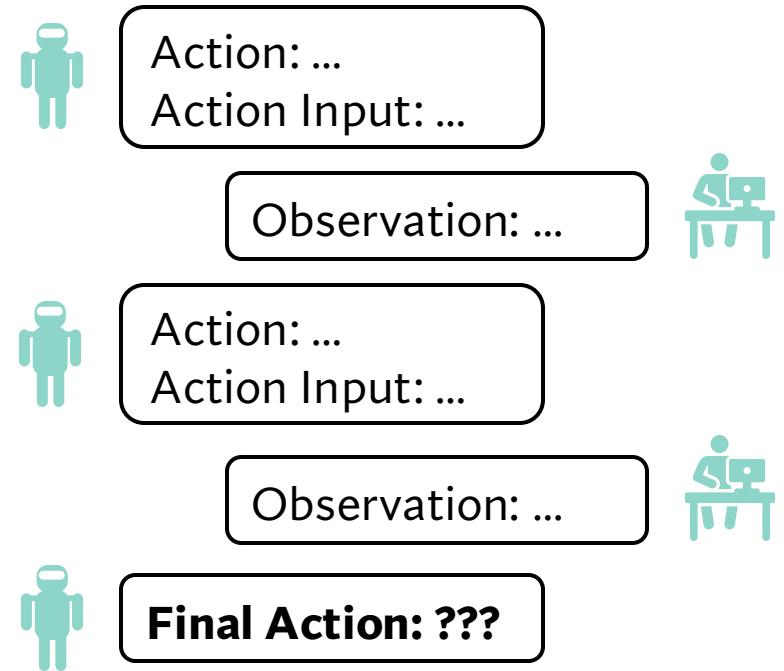 Action: ...
Action Input: ...
Observation: ...
Action: ...
Action Input: ...
Observation: ...
Final Action: ???